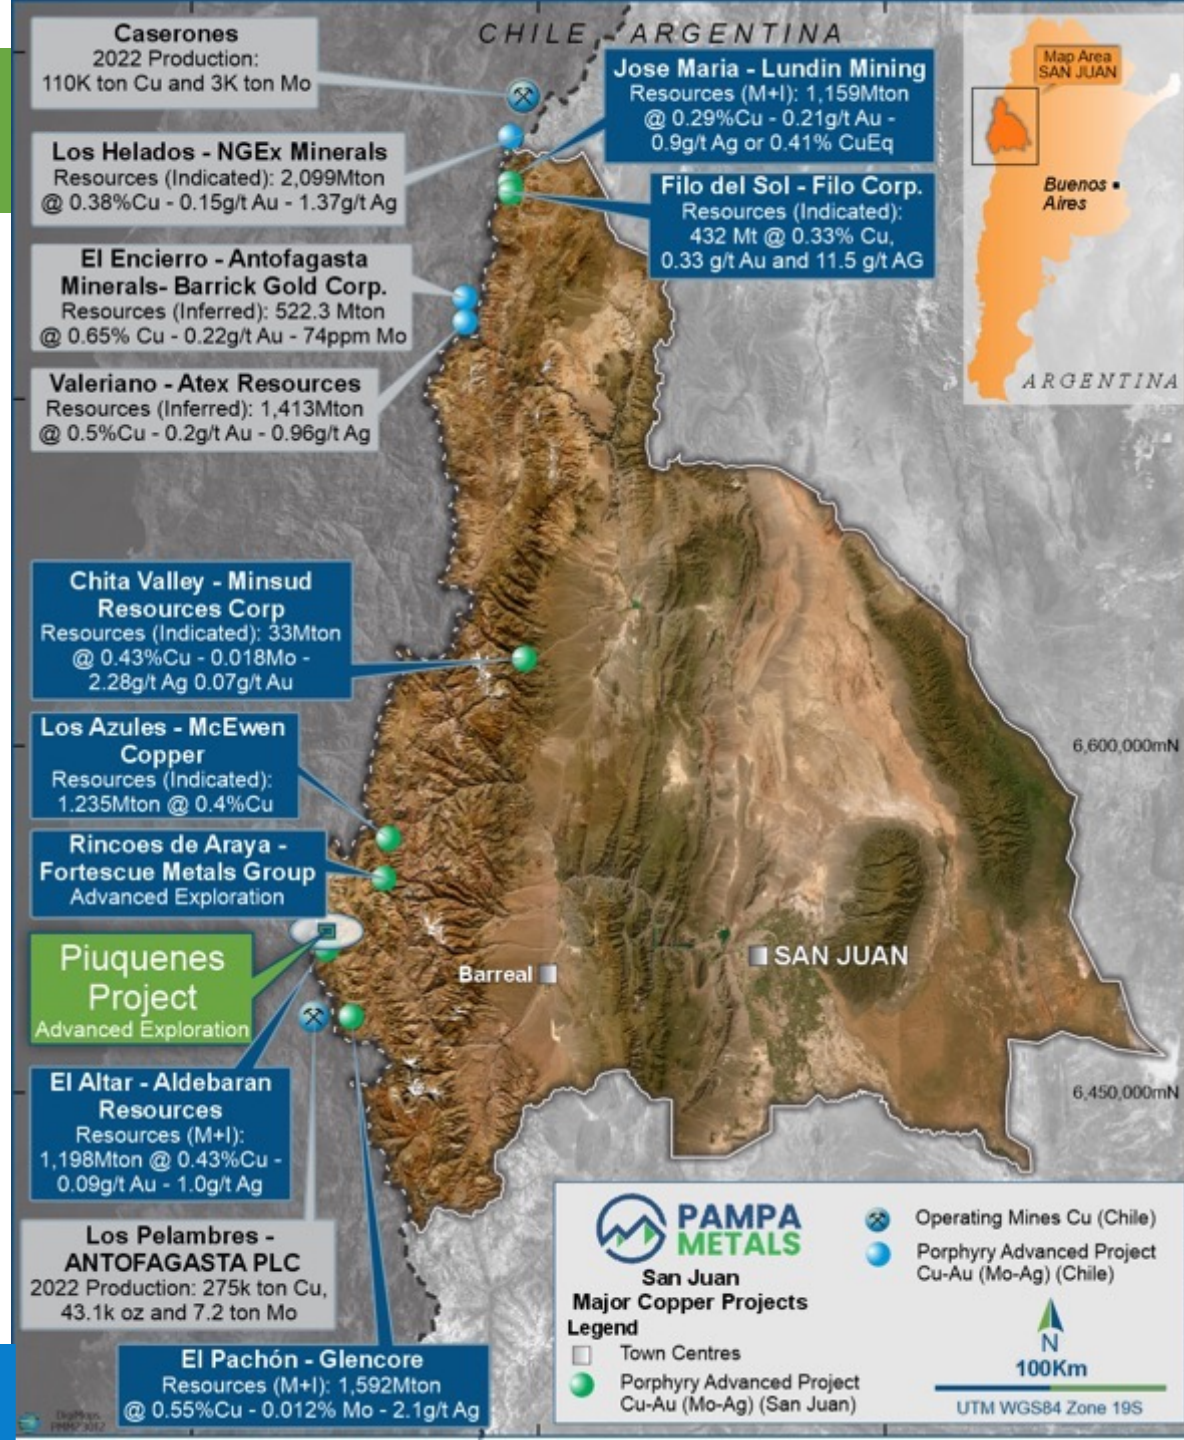 CHILE
ARGENTINA
Caserones
2022 Production:
110K ton Cu and 3K ton Mo
Jose Maria - Lundin Mining
Resources (M+I): 1,159Mton
@ 0.29%Cu - 0.21g/t Au -
0.9g/t Ag or 0.41% CuEq
Map Area
SAN JUAN
Los Helados - NGEx Minerals
Resources (Indicated): 2,099Mton
@ 0.38%Cu - 0.15g/t Au - 1.37g/t Ag
Filo del Sol - Filo Corp.
Resources (Indicated):
432 Mt @ 0.33% Cu,
0.33 g/t Au and 11.5 g/t AG
Buenos
Aires
ARGENTINA
El Encierro - Antofagasta
Minerals- Barrick Gold Corp.
Resources (Inferred): 522.3 Mton
@ 0.65% Cu - 0.22g/t Au - 74ppm Mo
Valeriano - Atex Resources
Resources (Inferred): 1,413Mton
@ 0.5%Cu - 0.2g/t Au - 0.96g/t Ag
Chita Valley - Minsud
Resources Corp
Resources (Indicated): 33Mton
@ 0.43%Cu - 0.018Mo -
2.28g/t Ag 0.07g/t Au
Los Azules - McEwen
Copper
Resources (Indicated):
1.235Mton @ 0.4%Cu
6,600,000mN
Rincoes de Araya -
Fortescue Metals Group
Advanced Exploration
Piuquenes
Project
Advanced Exploration
Barreal
SAN JUAN
El Altar - Aldebaran
Resources
Resources (M+I):
1,198Mton @ 0.43%Cu -
0.09g/t Au - 1.0g/t Ag
6,450,000mN
Los Pelambres -
ANTOFAGASTA PLC
2022 Production: 275k ton Cu,
43.1k oz and 7.2 ton Mo
El Pachón - Glencore
Resources (M+I): 1,592Mton
@ 0.55%Cu - 0.012% Mo - 2.1g/t Ag
PAMPA
METALS
San Juan
Major Copper Projects
Legend
Town Centres
Porphyry Advanced Project
Cu-Au (Mo-Ag) (San Juan)
Operating Mines Cu (Chile)
Porphyry Advanced Project
Cu-Au (Mo-Ag) (Chile)
N
100Km
UTM WGS84 Zone 19S
DigiMaps